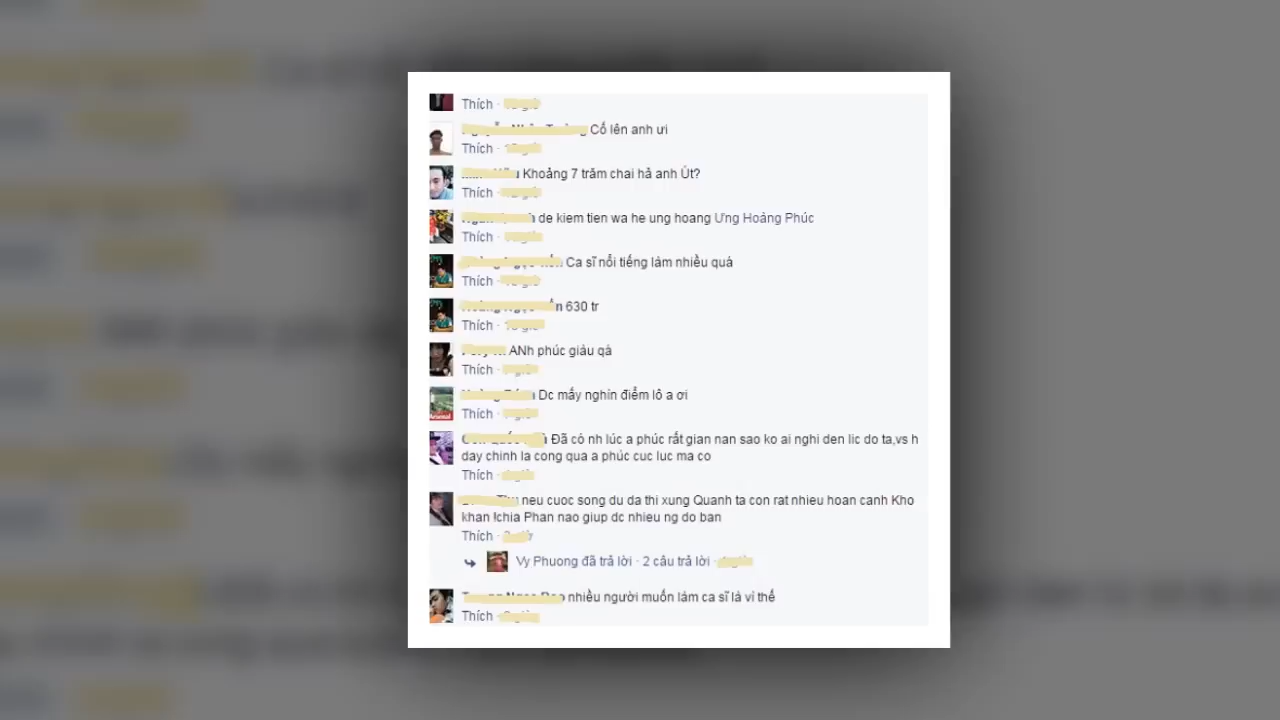 Thích ·
Cố lên anh ưi
Thích ·
Khoảng 7 trăm chai hả anh Út?
Thích ·
de kiem tien wa he ung hoang Ưng Hoàng Phúc
Thích ·
Ca sĩ nổi tiếng làm nhiều quá
Thích ·
630 tr
Thích ·
ANh phúc giàu qá
Thích ·
Dc mấy nghìn điểm lô a ơi
Thích ·
Đã có nh lúc a phúc rất gian nan sao ko ai nghi den lic do ta,vs h
day chinh la cong qua a phúc cuc luc ma co
Thích ·
neu cuoc song du da thi xung Quanh ta con rat nhieu hoan canh Kho
khan !chia Phan nao giup dc nhieu ng do ban
Thích ·
Vy Phuong đã trả lời · 2 câu trả lời ·
nhiều người muốn làm ca sĩ là vì thế
Thích ·